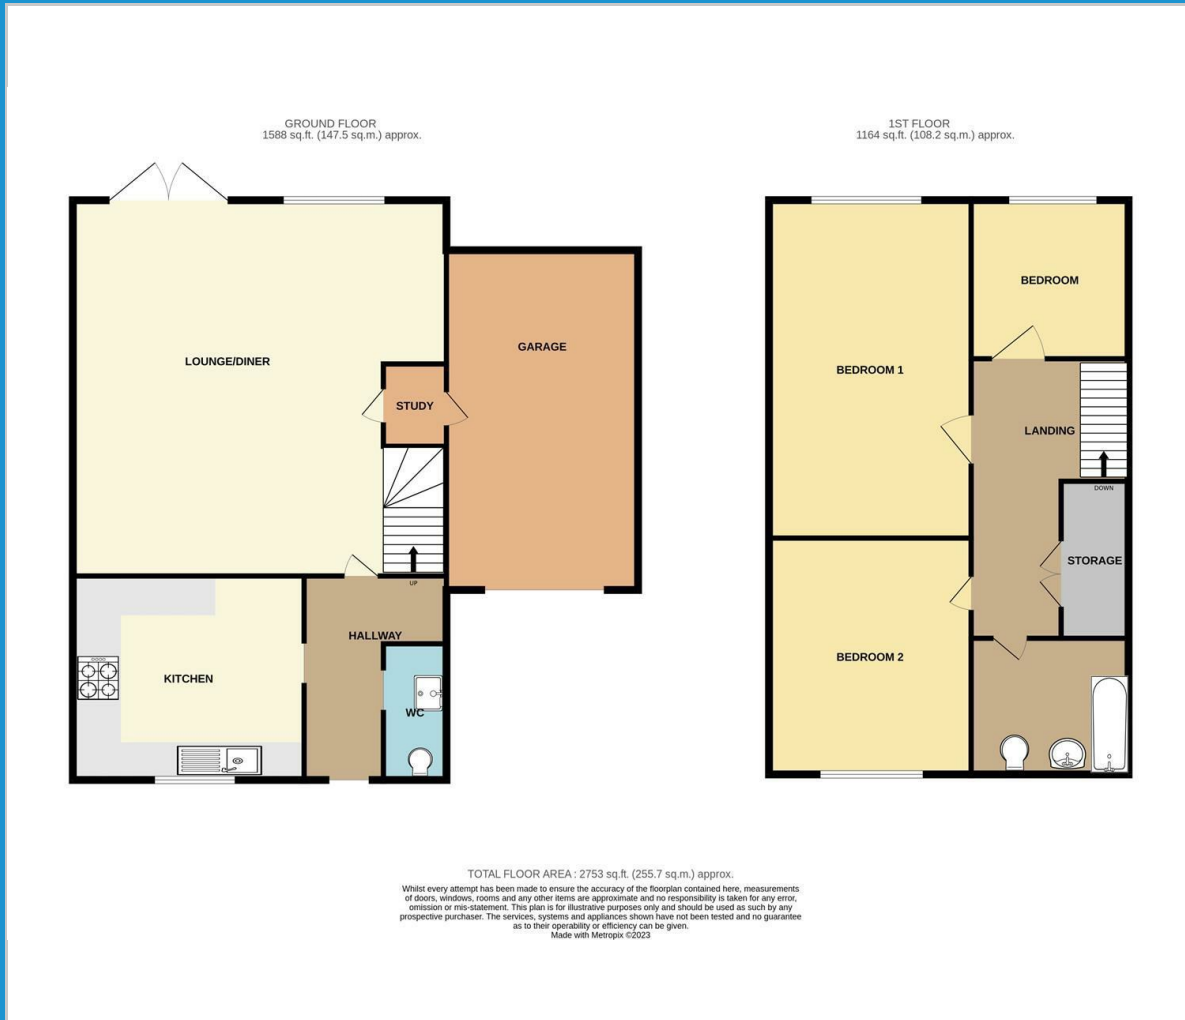 GROUND FLOOR
1588 sq.ft. (147.5 sq.m.) approx.
LOUNGE/DINER
GARAGE
STUDY
UP
HALLWAY
KITCHEN
WC
1ST FLOOR
1164 sq.ft. (108.2 sq.m.) approx.
BEDROOM
BEDROOM 1
LANDING
DOWN
STORAGE
BEDROOM 2
TOTAL FLOOR AREA : 2753 sq.ft. (255.7 sq.m.) approx.
Whilst every attempt has been made to ensure the accuracy of the floorplan contained here, measurements
of doors, windows, rooms and any other items are approximate and no responsibility is taken for any error,
omission or mis-statement. This plan is for illustrative purposes only and should be used as such by any
prospective purchaser. The services, systems and appliances shown have not been tested and no guarantee
as to their operability or efficiency can be given.
Made with Metropix ©2023